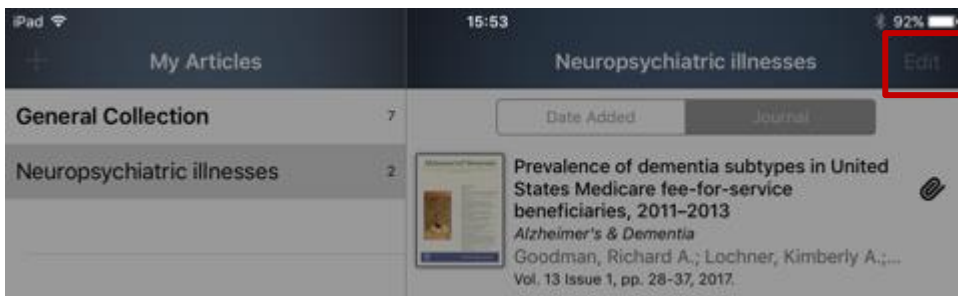 iPad 15:53 92%
My Articles
Neuropsychiatric illnesses Edit
General Collection 7
Neuropsychiatric illnesses 2
Date Added Journal
Prevalence of dementia subtypes in United
States Medicare fee-for-service
beneficiaries, 2011–2013
Alzheimer's & Dementia
Goodman, Richard A.; Lochner, Kimberly A.;...
Vol. 13 Issue 1, pp. 28-37, 2017.